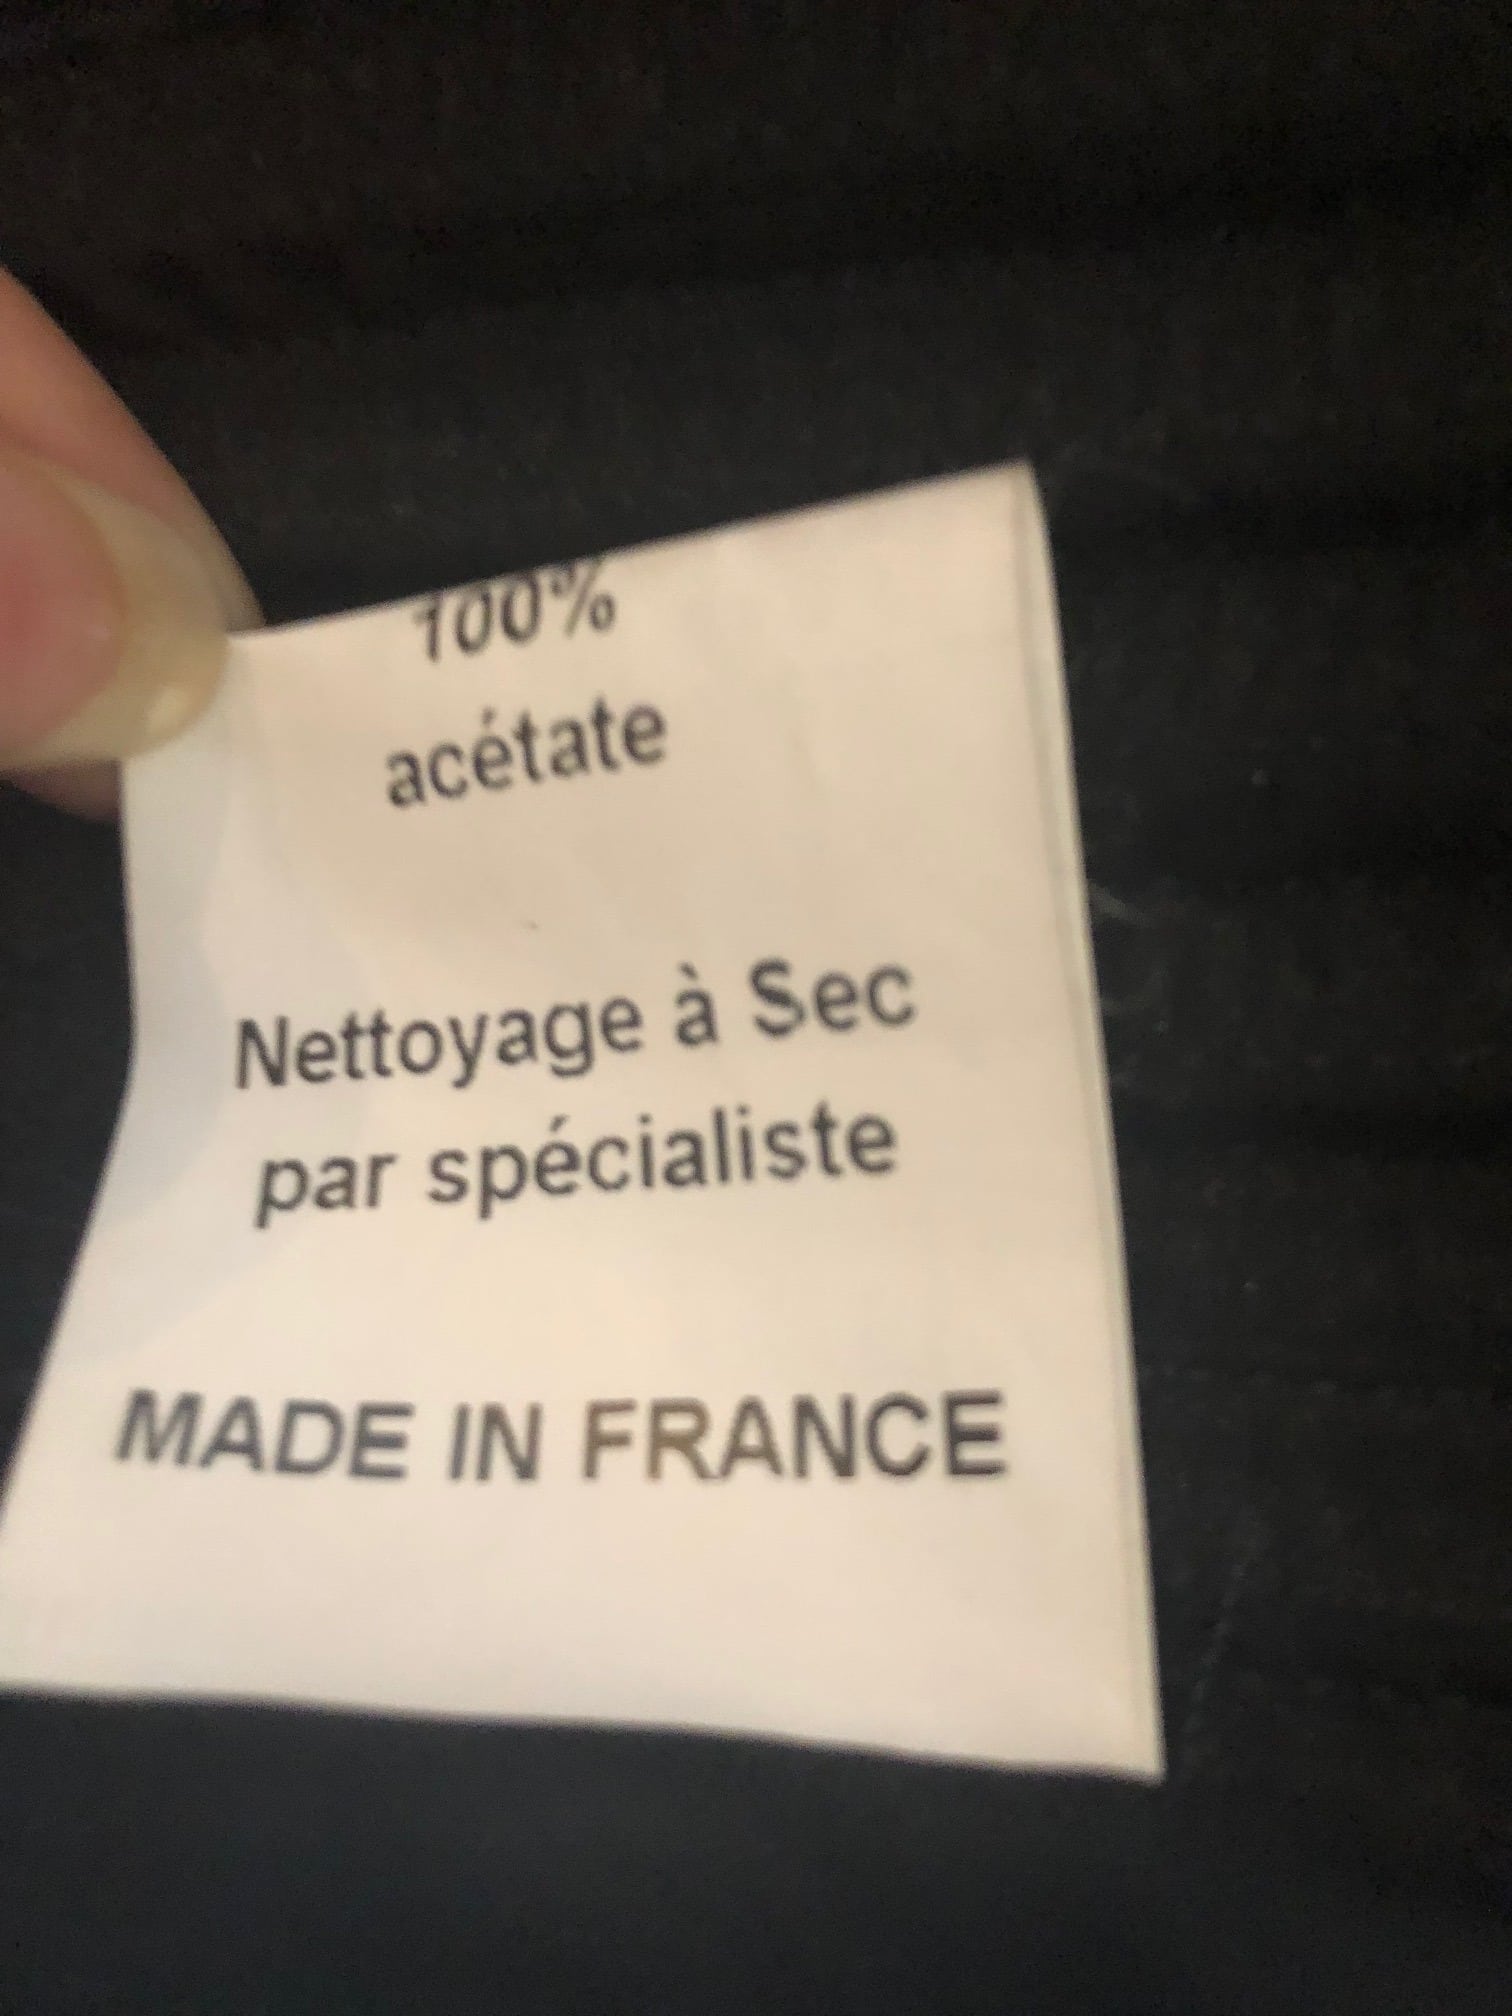 100%
acétate
Nettoyage à Sec
par spécialiste
MADE IN FRANCE